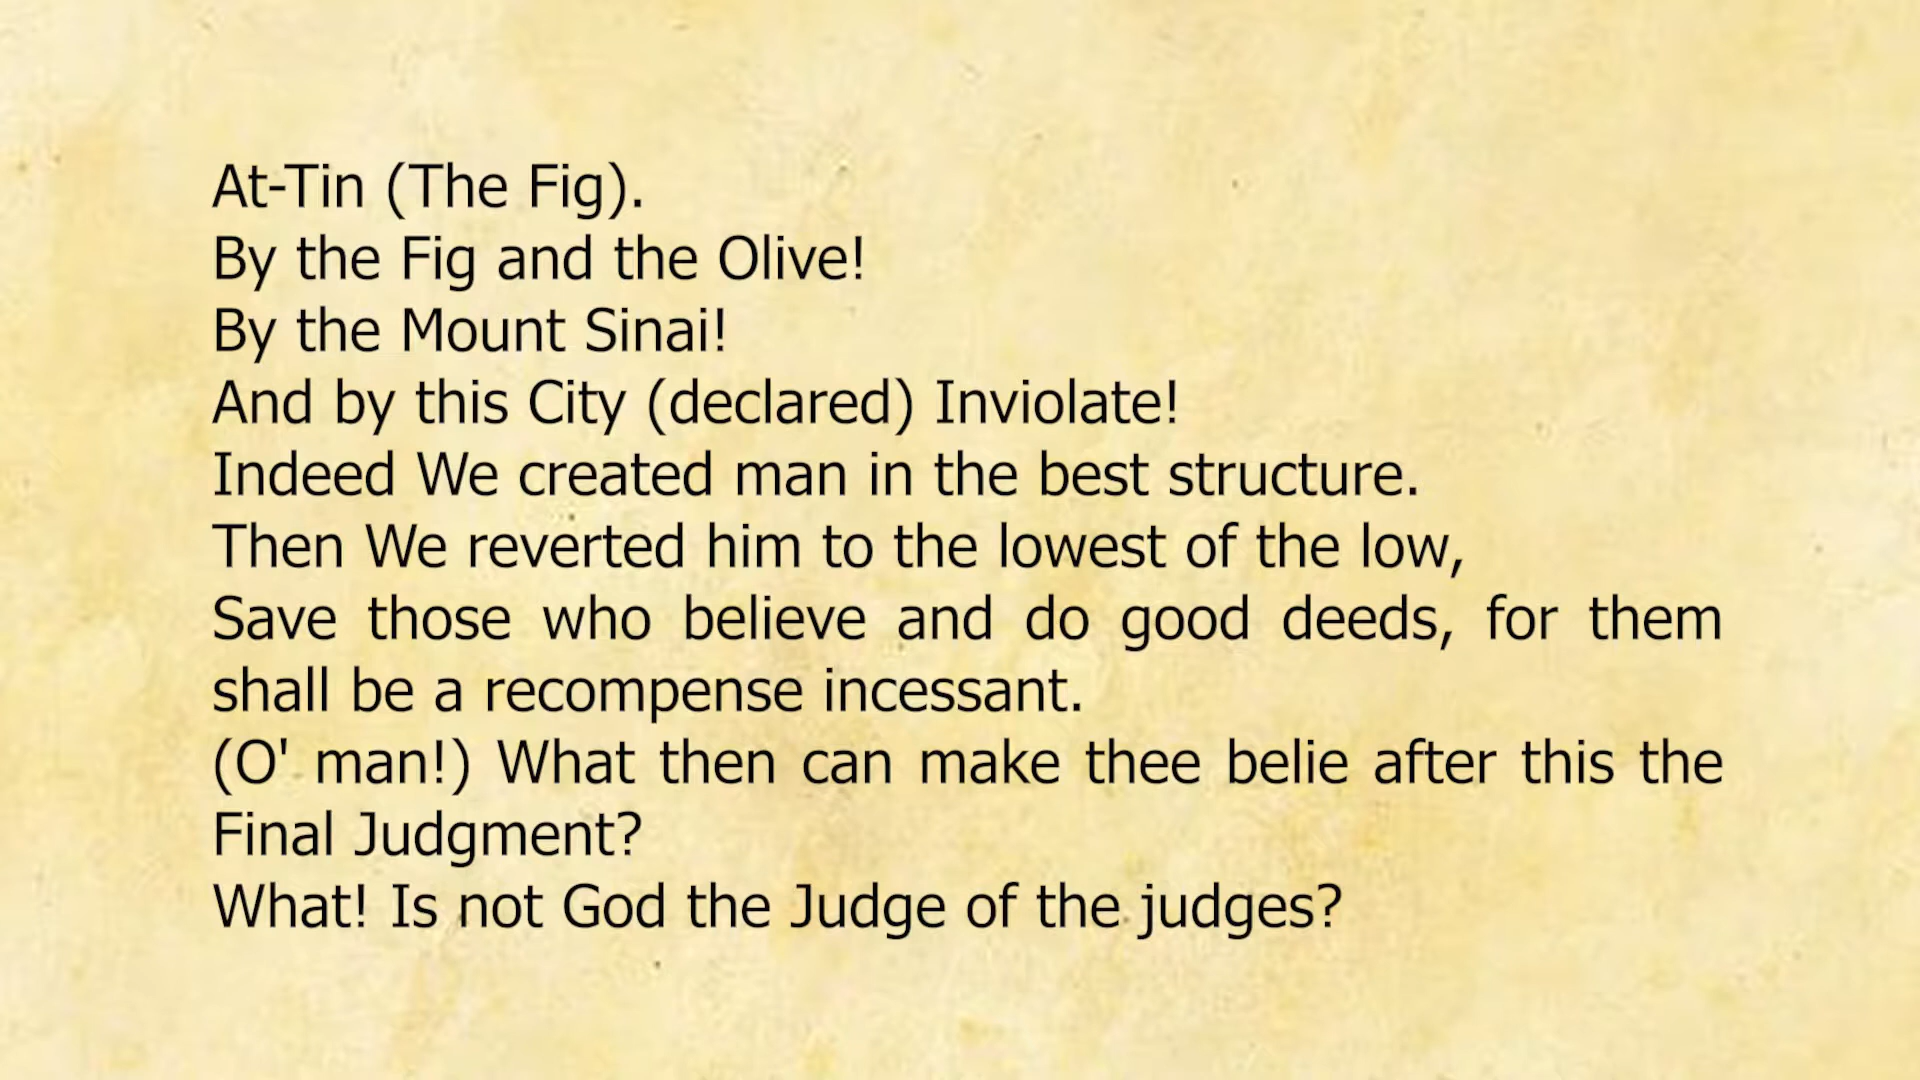 At-Tin (The Fig).
By the Fig and the Olive!
By the Mount Sinai!
And by this City (declared) Inviolate!
Indeed We created man in the best structure.
Then We reverted him to the lowest of the low,
Save those who believe and do good deeds, for them
shall be a recompense incessant.
(O' man!) What then can make thee belie after this the
Final Judgment?
What! Is not God the Judge of the judges?